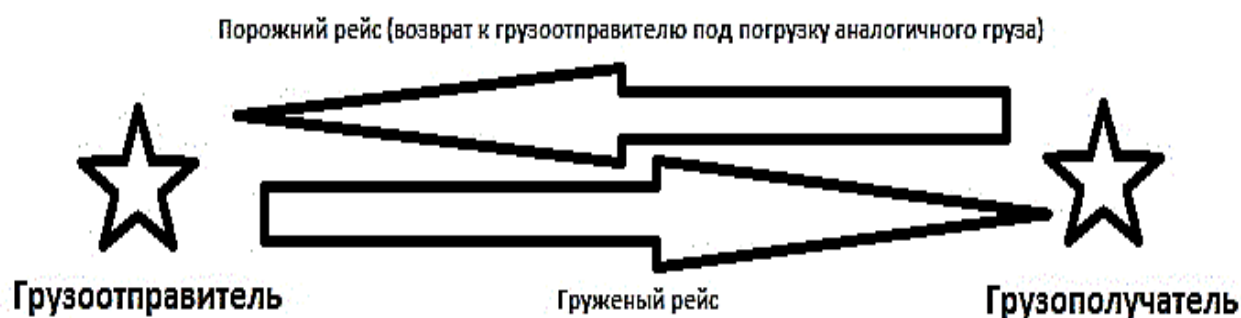 Порожний рейс (возврат к грузоотправителю под погрузку аналогичного груза)
Грузоотправитель
Груженый рейс
Грузополучатель